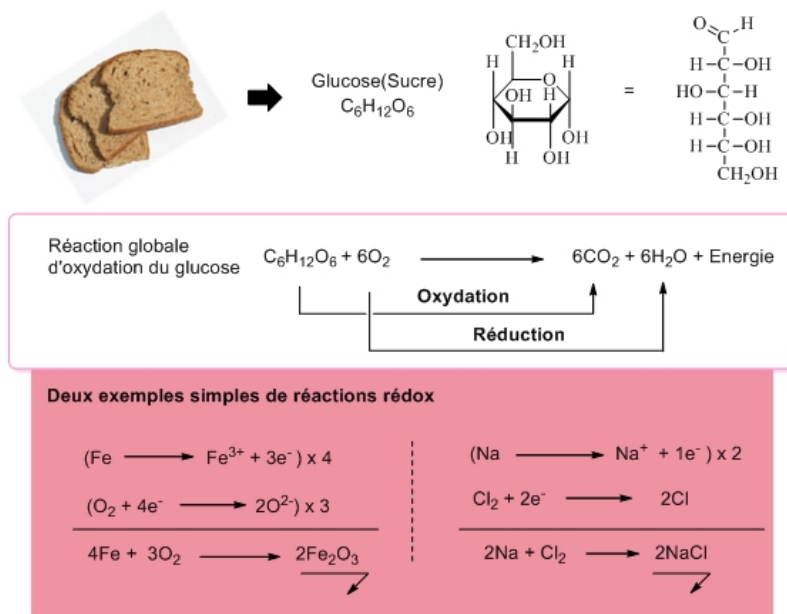 Glucose(Sucre)
C₆H₁₂O₆
CH₂OH
H O H
OH H
OH OH
H OH
=
O H
C
H–C–OH
HO–C–H
H–C–OH
H–C–OH
CH₂OH
Réaction globale
d'oxydation du glucose
C₆H₁₂O₆ + 6O₂ ⟶ 6CO₂ + 6H₂O + Energie
Oxydation
Réduction
Deux exemples simples de réactions rédox
(Fe ⟶ Fe³⁺ + 3e⁻) x 4
(O₂ + 4e⁻ ⟶ 2O²⁻) x 3
4Fe + 3O₂ ⟶ 2Fe₂O₃
(Na ⟶ Na⁺ + 1e⁻) x 2
Cl₂ + 2e⁻ ⟶ 2Cl
2Na + Cl₂ ⟶ 2NaCl